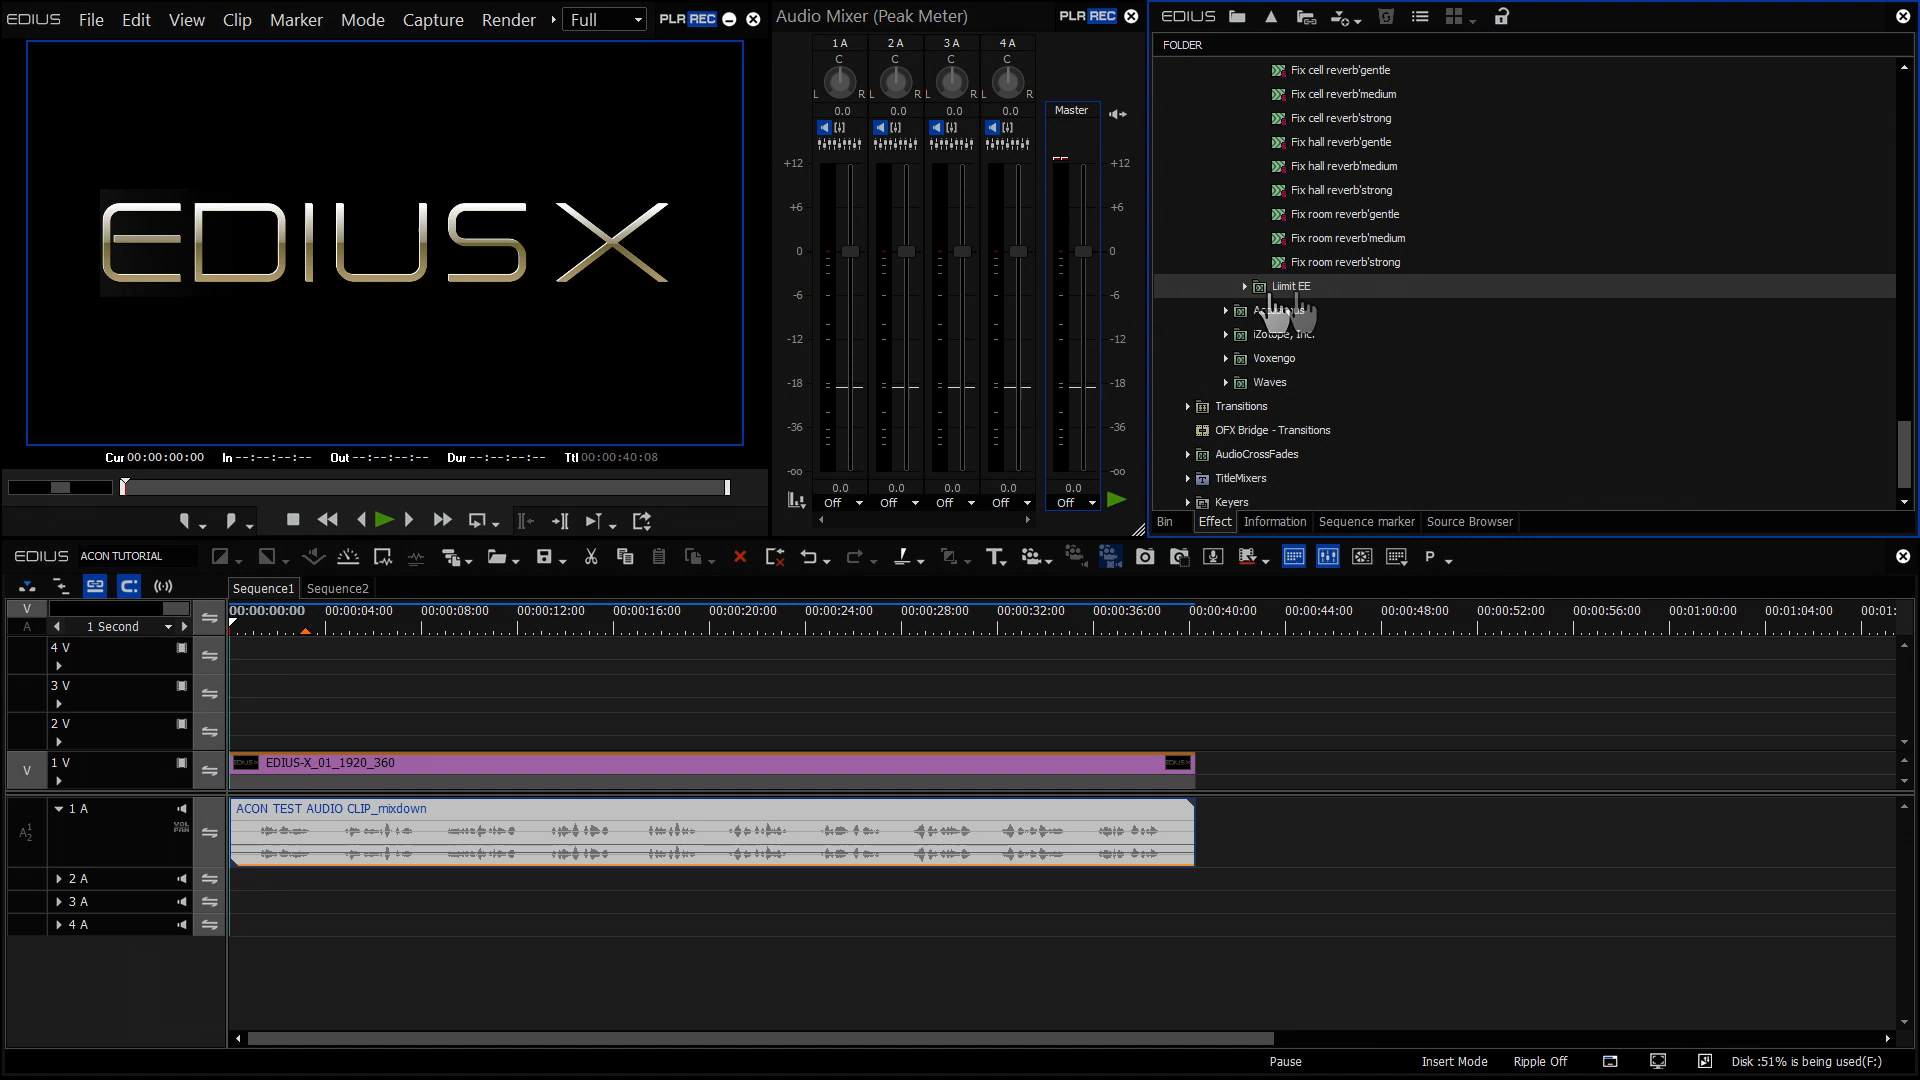 EDIUS File Edit View Clip Marker Mode Capture Render Full PLR REC
EDIUS X
Cur 00:00:00:00 In --:--:--:-- Out --:--:--:-- Dur --:--:--:-- Ttl 00:00:40:08
Audio Mixer (Peak Meter) PLR REC
1 A 2 A 3 A 4 A
C C C C
L R L R L R L R
0.0 0.0 0.0 0.0 Master
+12 +12
+6 +6
0 0
-6 -6
-12 -12
-18 -18
-36 -36
-oo -oo
0.0 0.0 0.0 0.0 0.0
Off Off Off Off Off
EDIUS
FOLDER
Fix cell reverb'gentle
Fix cell reverb'medium
Fix cell reverb'strong
Fix hall reverb'gentle
Fix hall reverb'medium
Fix hall reverb'strong
Fix room reverb'gentle
Fix room reverb'medium
Fix room reverb'strong
Liimit EE
iZotope, Inc.
Voxengo
Waves
Transitions
OFX Bridge - Transitions
AudioCrossFades
TitleMixers
Keyers
Bin Effect Information Sequence marker Source Browser
EDIUS ACON TUTORIAL T P
Sequence1 Sequence2
V 00:00:00:00 00:00:04:00 00:00:08:00 00:00:12:00 00:00:16:00 00:00:20:00 00:00:24:00 00:00:28:00 00:00:32:00 00:00:36:00 00:00:40:00 00:00:44:00 00:00:48:00 00:00:52:00 00:00:56:00 00:01:00:00 00:01:04:00 00:01:
A 1 Second
4 V
3 V
2 V
V 1 V EDIUS-X_01_1920_360
1 A ACON TEST AUDIO CLIP_mixdown
VOL PAN
A1 2
2 A
3 A
4 A
Pause Insert Mode Ripple Off Disk :51% is being used(F:)